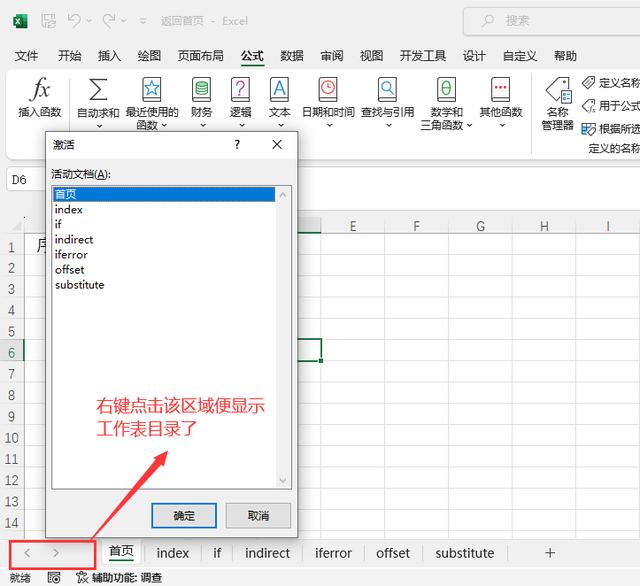 返回首页 - Excel
搜索
文件 开始 插入 绘图 页面布局 公式 数据 审阅 视图 开发工具 设计 自定义 帮助
fx Σ ? A θ
插入函数 自动求和 最近使用的函数 财务 逻辑 文本 日期和时间 查找与引用 数学和三角函数 其他函数 名称管理器
定义名称
用于公式
根据所选
定义的名称
激活 ? ×
D6
活动文档(A):
首页
index
if
indirect
iferror
offset
substitute
E F G H I
1
2
3
4
5
6
7
8
9
10
11
12
13
14
右键点击该区域便显示
工作表目录了
确定 取消
首页 index if indirect iferror offset substitute +
就绪 辅助功能: 调查